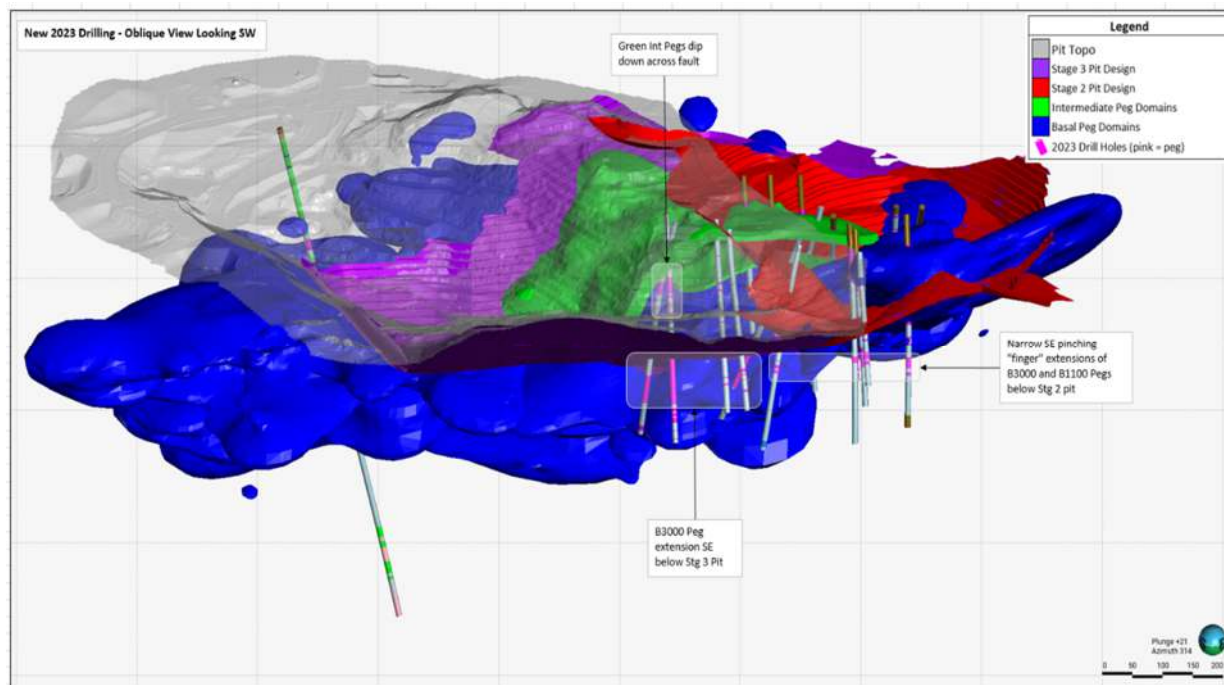 New 2023 Drilling - Oblique View Looking SW
Green Int Pegs dip
down across fault
Legend
Pit Topo
Stage 3 Pit Design
Stage 2 Pit Design
Intermediate Peg Domains
Basal Peg Domains
2023 Drill Holes (pink = peg)
Narrow SE pinching
"finger" extensions of
B3000 and B1100 Pegs
below Stg 2 pit
B3000 Peg
extension SE
below Stg 3 Pit
Plunge +21
Azimuth 314
0 50 100 150 200